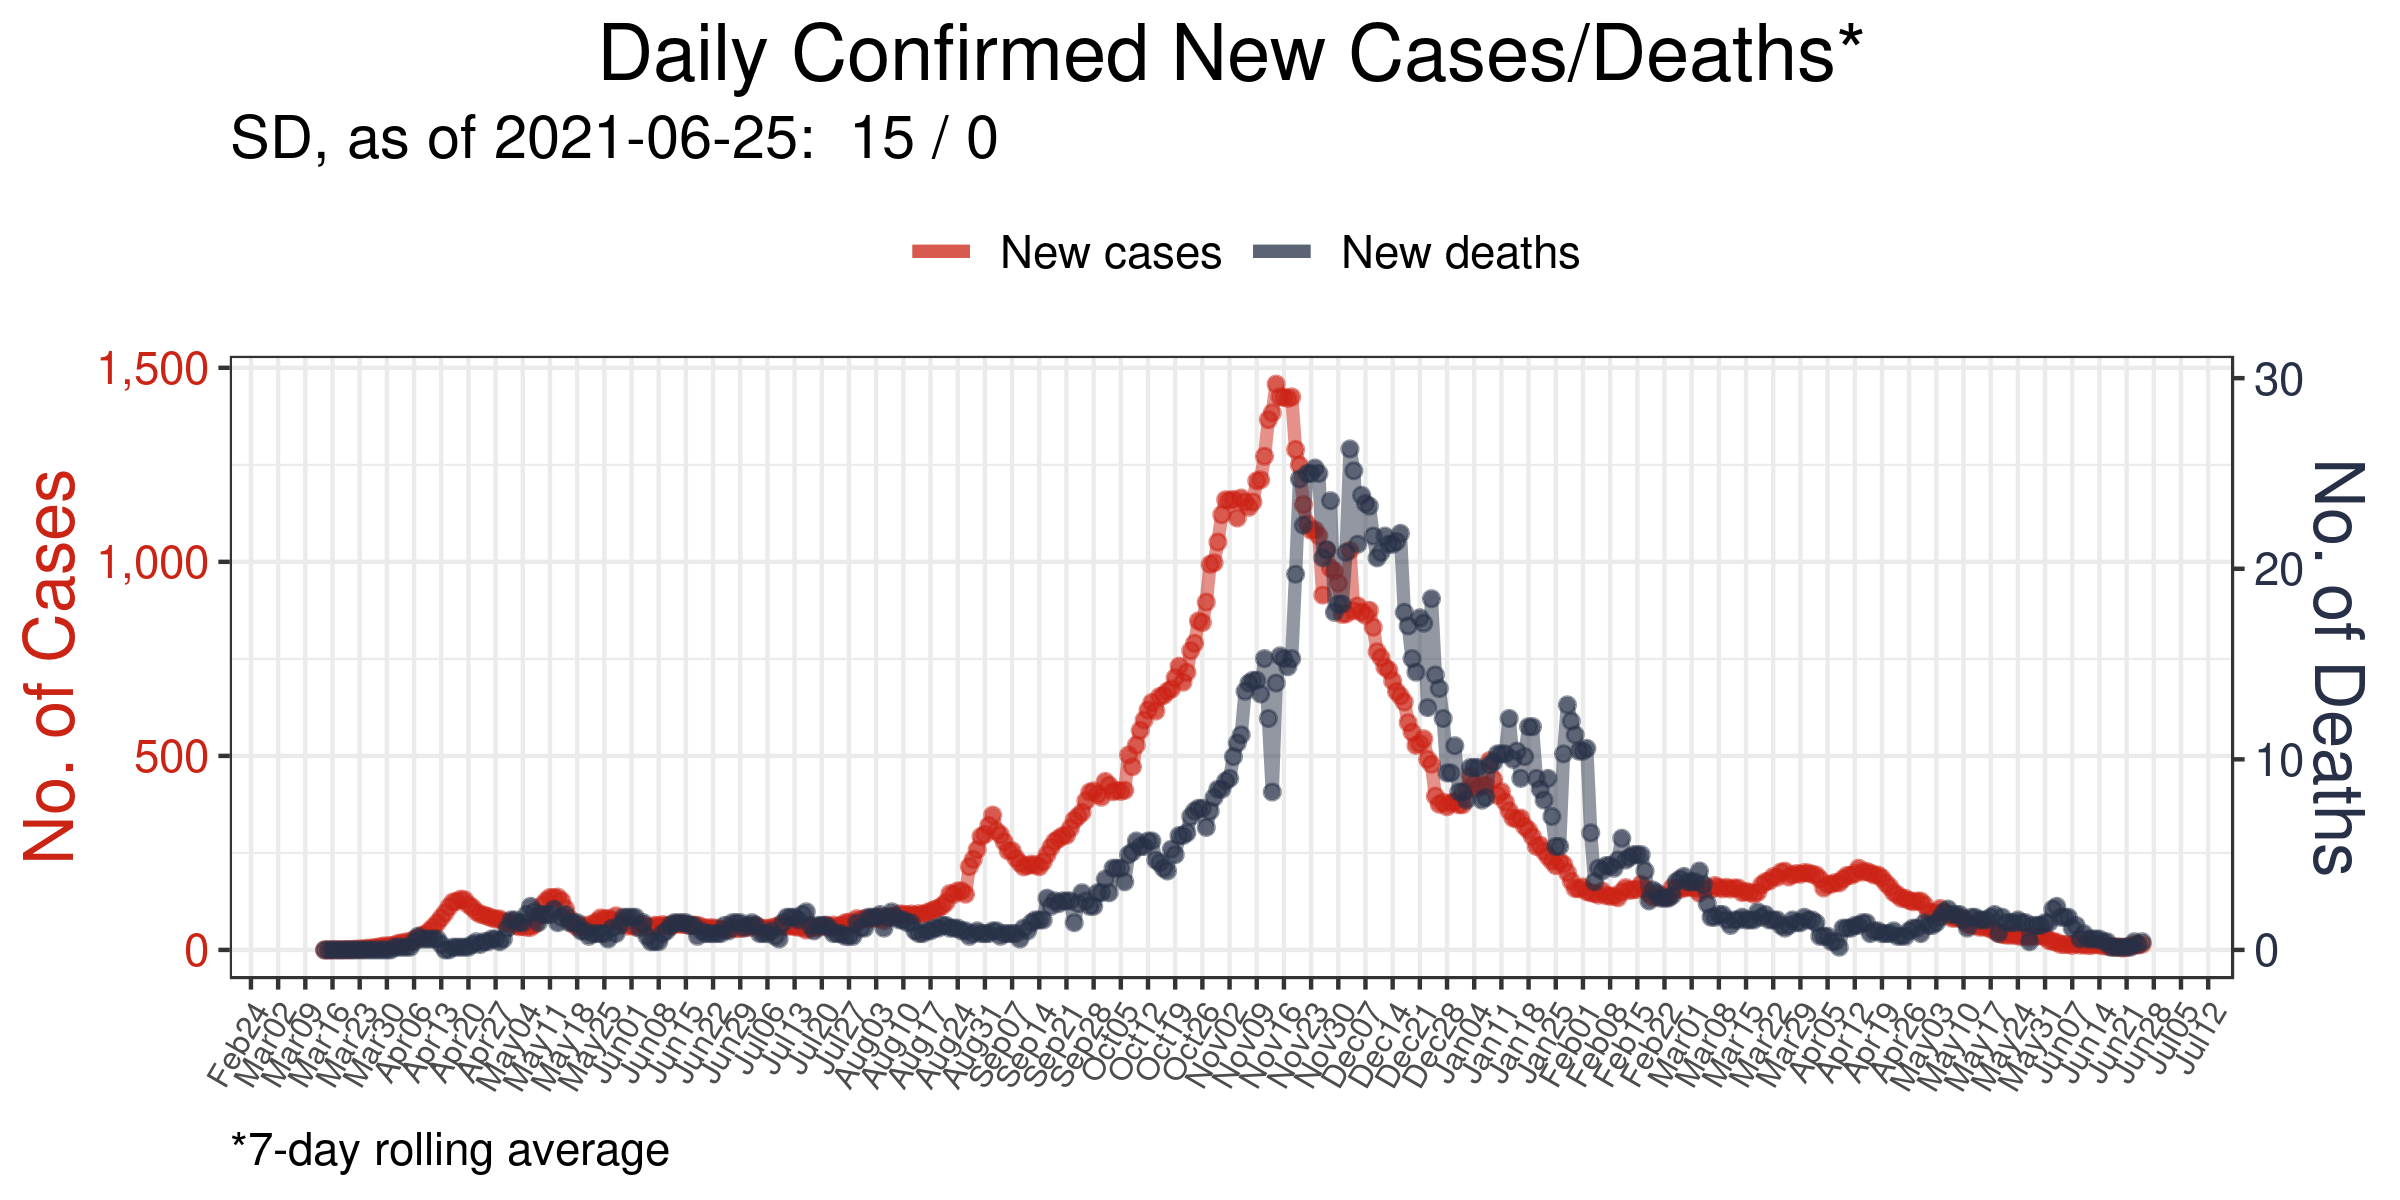 Daily Confirmed New Cases/Deaths*
SD, as of 2021-06-25:  15 / 0
New cases
New deaths
No. of Cases
1,500
1,000
500
0
30
20
10
0
No. of Deaths
Feb24
Mar02
Mar09
Mar16
Mar23
Mar30
Apr06
Apr13
Apr20
Apr27
May04
May11
May18
May25
Jun01
Jun08
Jun15
Jun22
Jun29
Jul06
Jul13
Jul20
Jul27
Aug03
Aug10
Aug17
Aug24
Aug31
Sep07
Sep14
Sep21
Sep28
Oct05
Oct12
Oct19
Oct26
Nov02
Nov09
Nov16
Nov23
Nov30
Dec07
Dec14
Dec21
Dec28
Jan04
Jan11
Jan18
Jan25
Feb01
Feb08
Feb15
Feb22
Mar01
Mar08
Mar15
Mar22
Mar29
Apr05
Apr12
Apr19
Apr26
May03
May10
May17
May24
May31
Jun07
Jun14
Jun21
Jun28
Jul05
Jul12
*7-day rolling average